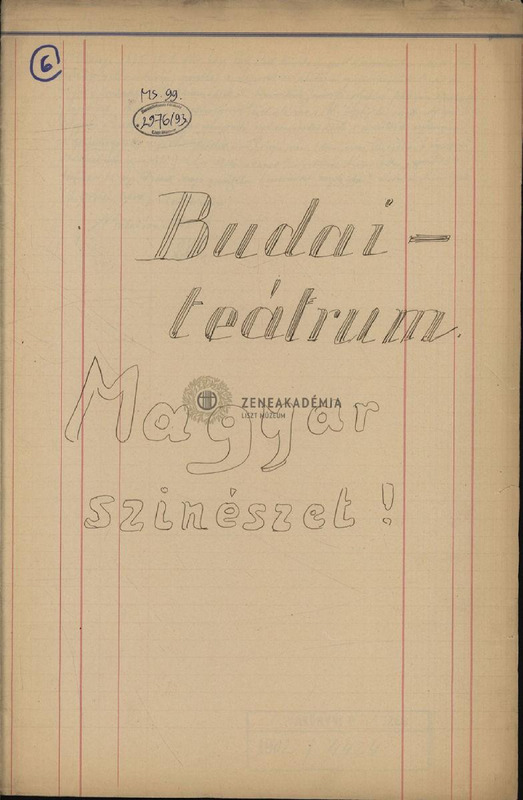 6
Ms. 99.
2976/93
Budai-
teátrum.
Magyar
ZENEAKADÉMIA
LISZT MÚZEUM
szinészet!